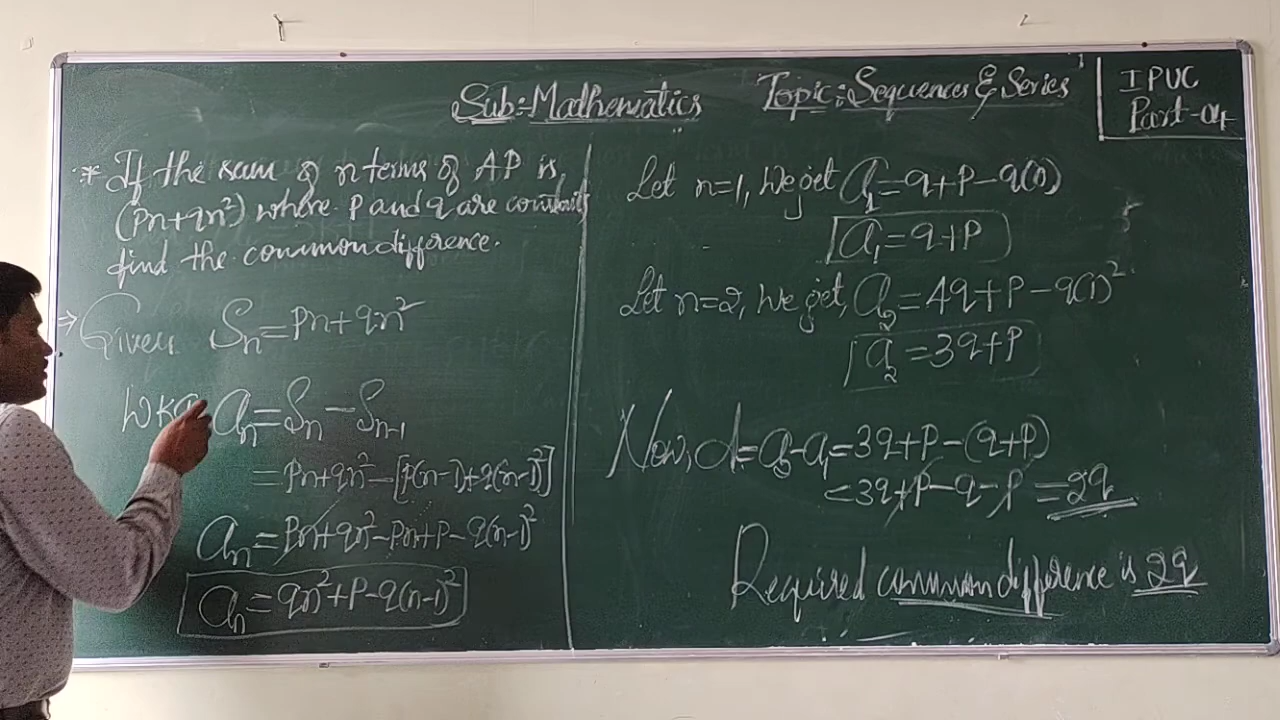 Sub:-Mathematics Topic:-Sequences & Series
I PUC
Part-04
* If the sum of n terms of AP is,
(Pn+qn²) where P and q are constants
find the common difference.
⇒ Given Sₙ=Pn+qn²
W.K.T aₙ=Sₙ-Sₙ₋₁
=Pn+qn²-[P(n-1)+q(n-1)²]
aₙ=Pn+qn²-Pn+P-q(n-1)²
aₙ=qn²+P-q(n-1)²
Let n=1, we get a₁=q+P-q(0)
a₁=q+P
Let n=2, we get, a₂=4q+P-q(1)²
a₂=3q+P
Now, d=a₂-a₁=3q+P-(q+P)
=3q+P-q-P=2q
Required common difference is 2q